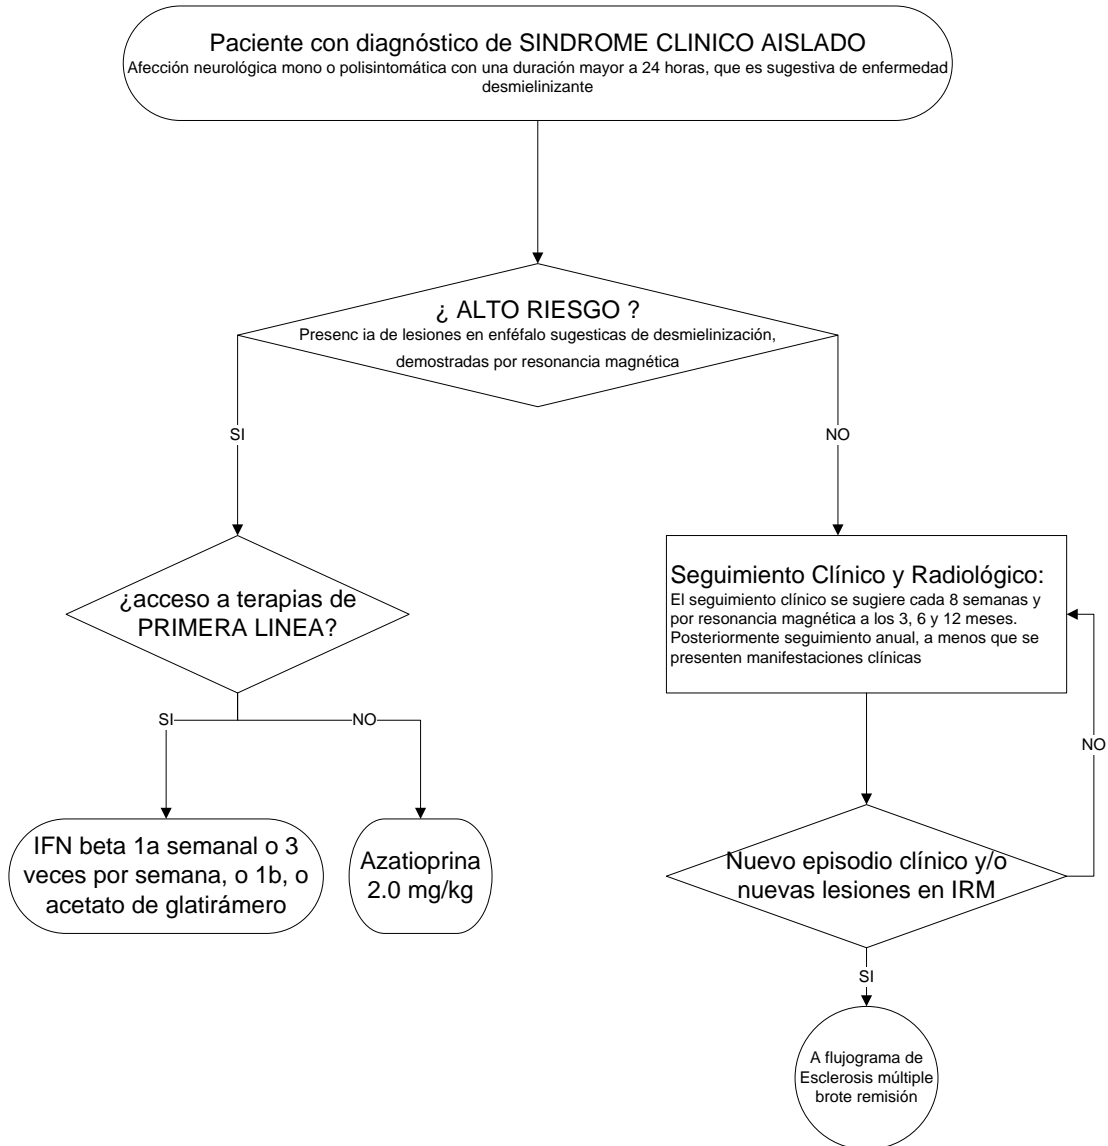 Paciente con diagnóstico de SINDROME CLINICO AISLADO
Afección neurológica mono o polisintomática con una duración mayor a 24 horas, que es sugestiva de enfermedad
desmielinizante
¿ ALTO RIESGO ?
Presenc ia de lesiones en enféfalo sugesticas de desmielinización,
demostradas por resonancia magnética
SI
NO
¿acceso a terapias de
PRIMERA LINEA?
Seguimiento Clínico y Radiológico:
El seguimiento clínico se sugiere cada 8 semanas y
por resonancia magnética a los 3, 6 y 12 meses.
Posteriormente seguimiento anual, a menos que se
presenten manifestaciones clínicas
SI
NO
NO
IFN beta 1a semanal o 3
veces por semana, o 1b, o
acetato de glatirámero
Azatioprina
2.0 mg/kg
Nuevo episodio clínico y/o
nuevas lesiones en IRM
SI
A flujograma de
Esclerosis múltiple
brote remisión